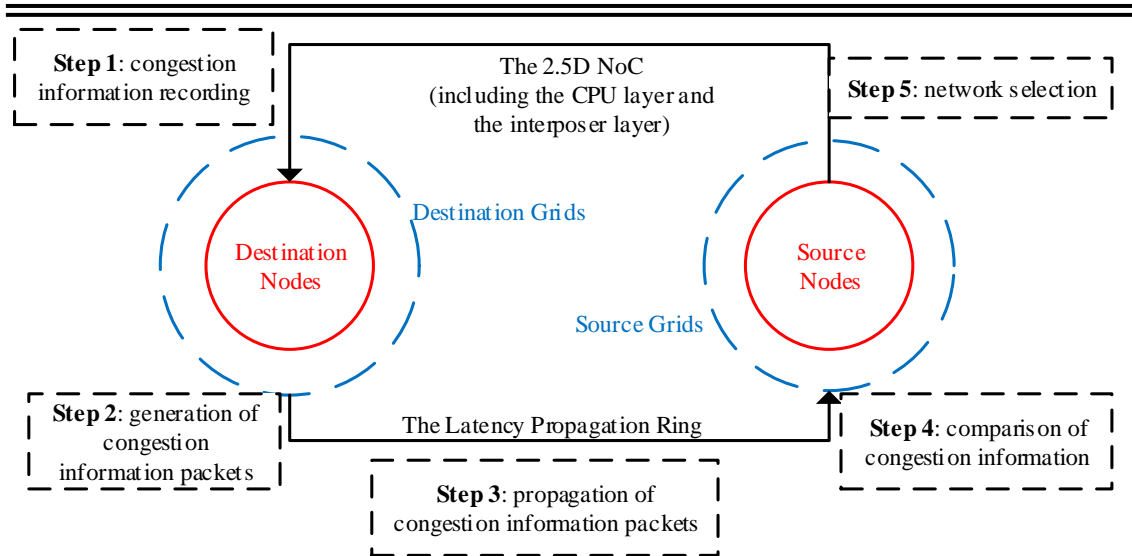 Step 1: congestion
information recording
The 2.5D NoC
(including the CPU layer and
the interposer layer)
Step 5: network selection
Destination Grids
Destination
Nodes
Source
Nodes
Source Grids
Step 2: generation of
congestion
information packets
The Latency Propagation Ring
Step 4: comparison of
congestion information
Step 3: propagation of
congestion information packets